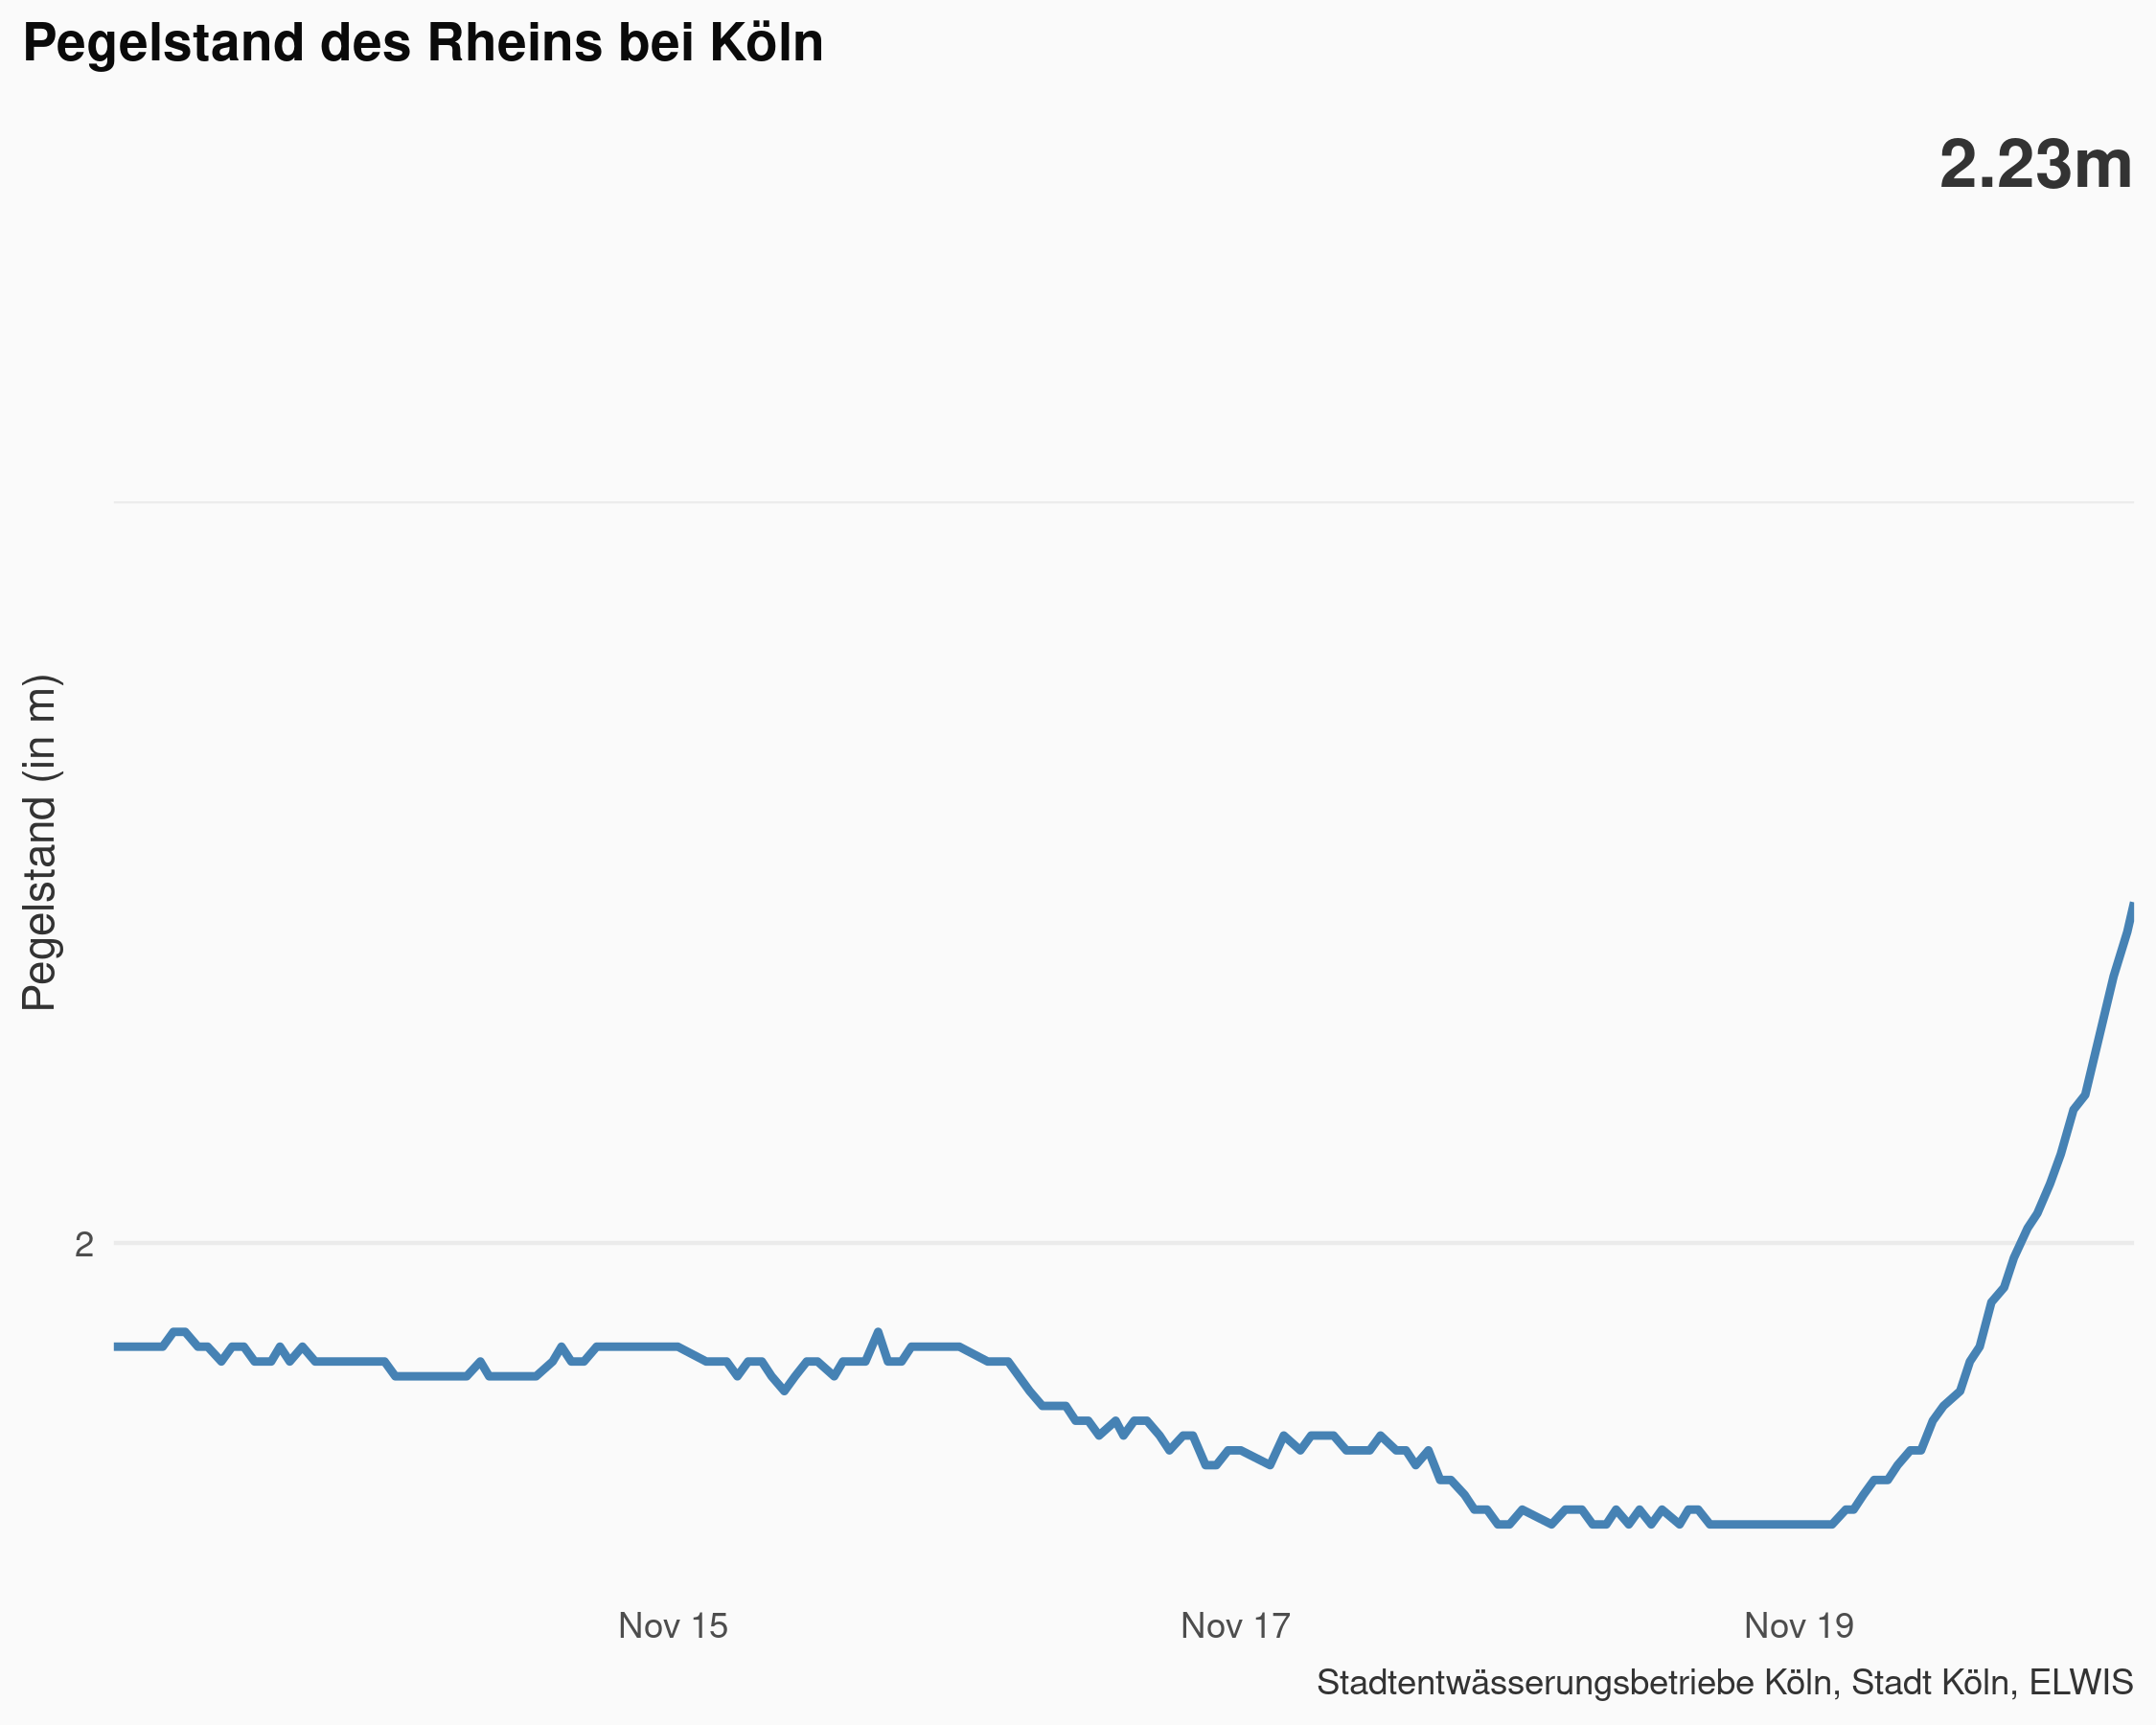 Pegelstand des Rheins bei Köln
2.23m
Pegelstand (in m)
2
Nov 15
Nov 17
Nov 19
Stadtentwässerungsbetriebe Köln, Stadt Köln, ELWIS